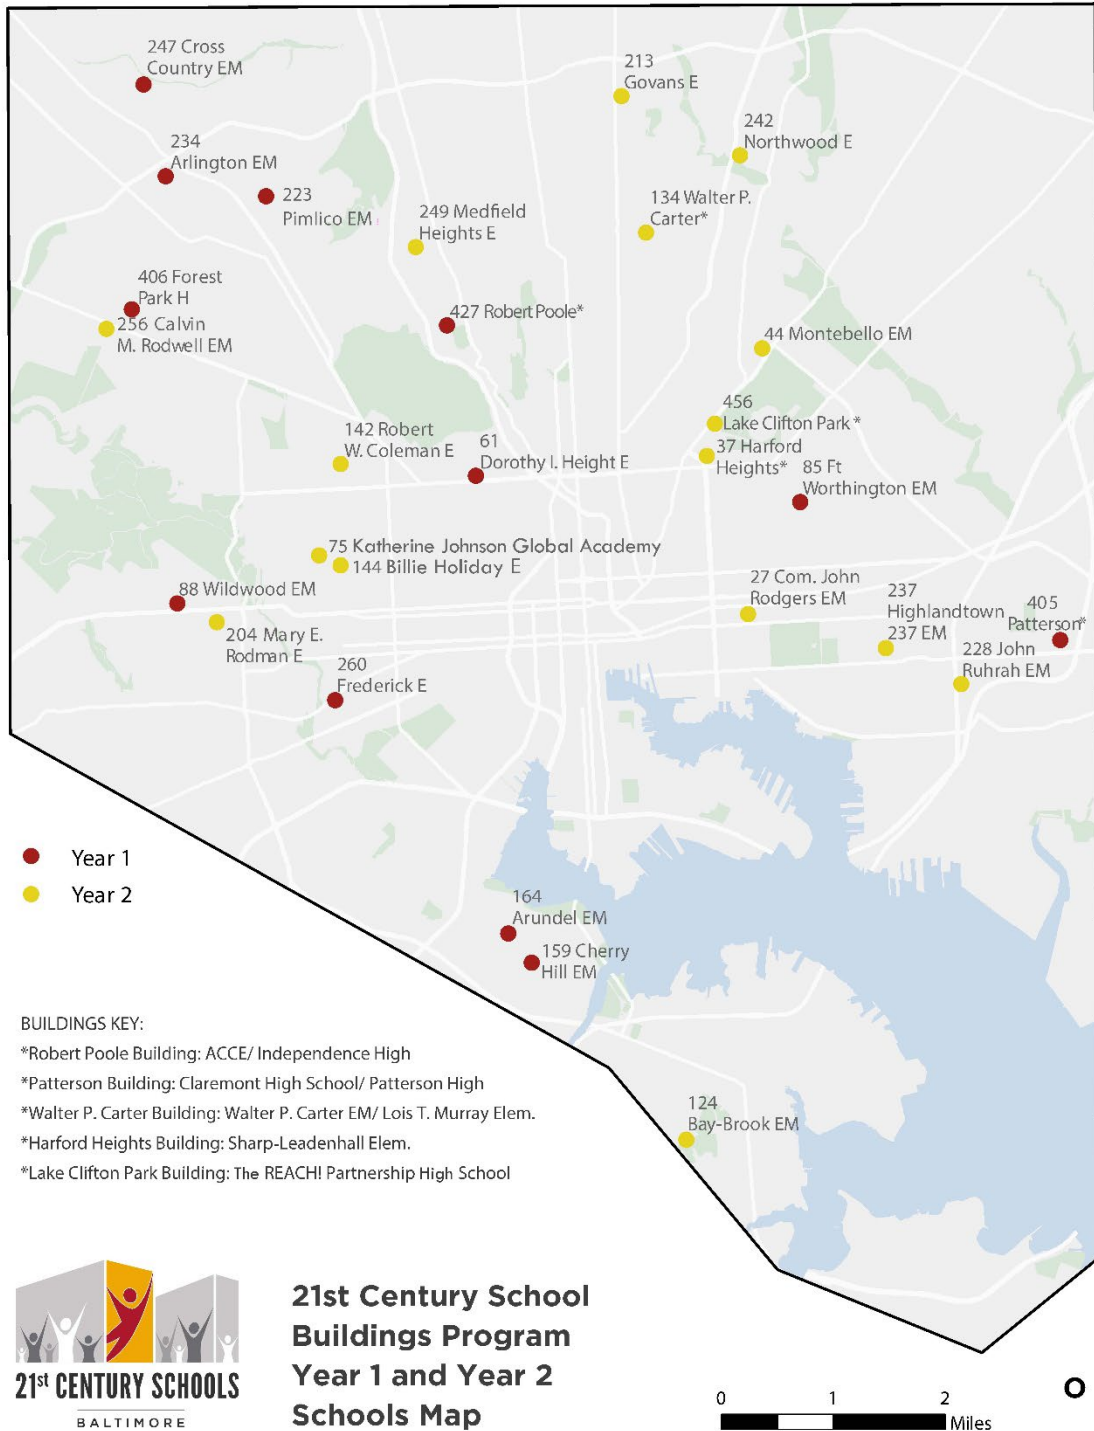 247 Cross
Country EM
213
Govans E
234
Arlington EM
242
Northwood E
223
Pimlico EM
134 Walter P.
Carter*
249 Medfield
Heights E
406 Forest
Park H
427 Robert Poole*
256 Calvin
M. Rodwell EM
44 Montebello EM
456
Lake Clifton Park *
142 Robert
W. Coleman E
61
Dorothy I. Height E
37 Harford
Heights*
85 Ft
Worthington EM
75 Katherine Johnson Global Academy
144 Billie Holiday E
88 Wildwood EM
27 Com. John
Rodgers EM
237
Highlandtown
237 EM
405
Patterson*
204 Mary E.
Rodman E
228 John
Ruhrah EM
260
Frederick E
Year 1
Year 2
164
Arundel EM
159 Cherry
Hill EM
BUILDINGS KEY:
*Robert Poole Building: ACCE/ Independence High
*Patterson Building: Claremont High School/ Patterson High
*Walter P. Carter Building: Walter P. Carter EM/ Lois T. Murray Elem.
*Harford Heights Building: Sharp-Leadenhall Elem.
*Lake Clifton Park Building: The REACH! Partnership High School
124
Bay-Brook EM
21st CENTURY SCHOOLS
BALTIMORE
21st Century School
Buildings Program
Year 1 and Year 2
Schools Map
0 1 2
Miles
O